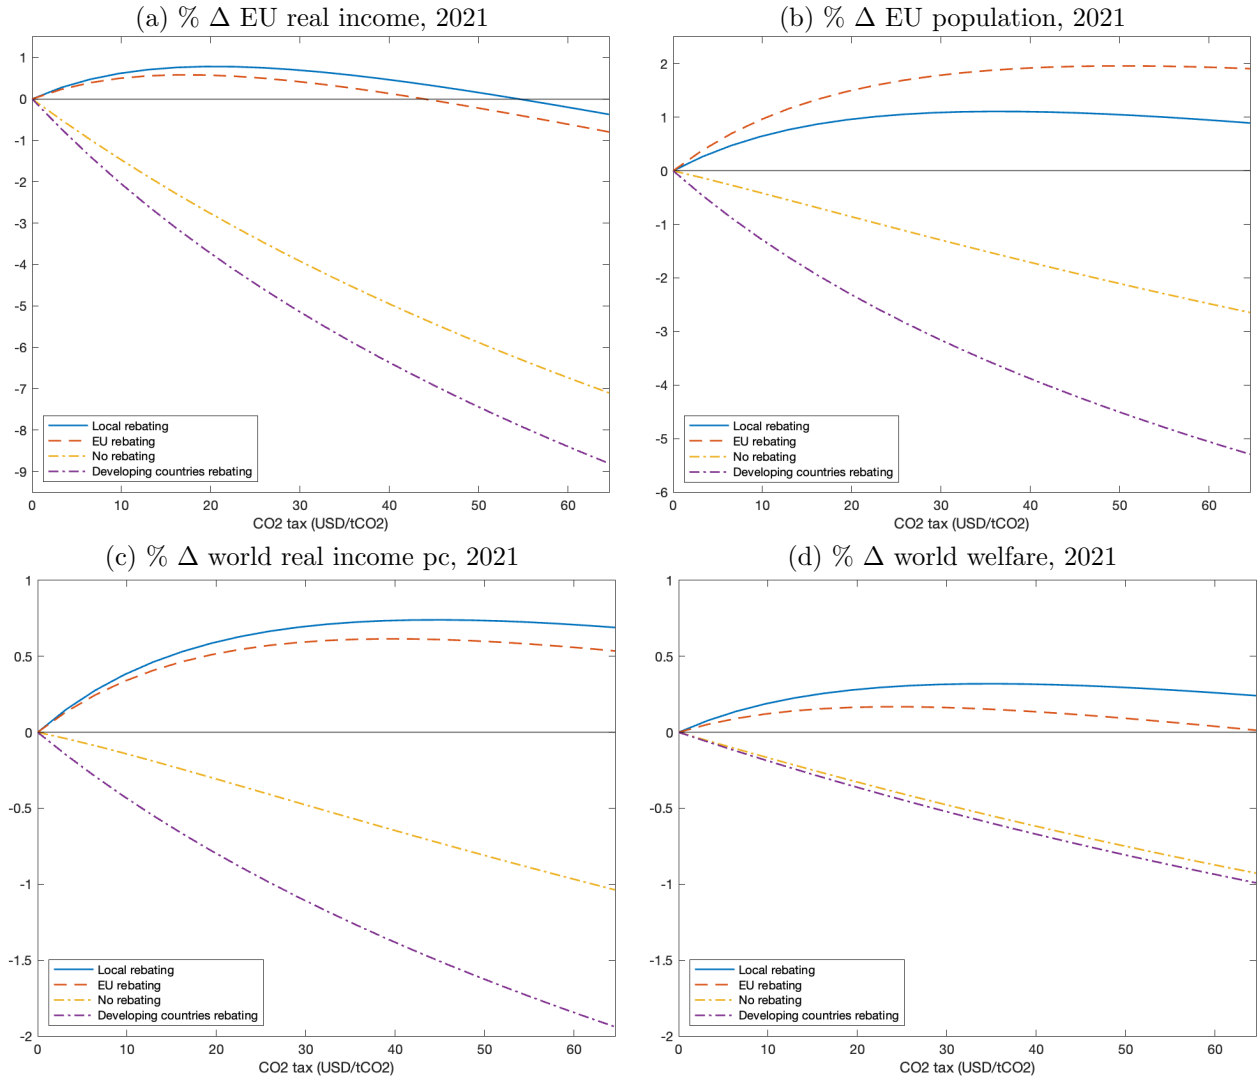 (a) % Δ EU real income, 2021
1
0
-1
-2
-3
-4
-5
-6
-7
-8
-9
Local rebating
EU rebating
No rebating
Developing countries rebating
0 10 20 30 40 50 60
CO2 tax (USD/tCO2)
(b) % Δ EU population, 2021
2
1
0
-1
-2
-3
-4
-5
-6
Local rebating
EU rebating
No rebating
Developing countries rebating
0 10 20 30 40 50 60
CO2 tax (USD/tCO2)
(c) % Δ world real income pc, 2021
1
0.5
0
-0.5
-1
-1.5
-2
Local rebating
EU rebating
No rebating
Developing countries rebating
0 10 20 30 40 50 60
CO2 tax (USD/tCO2)
(d) % Δ world welfare, 2021
1
0.5
0
-0.5
-1
-1.5
-2
Local rebating
EU rebating
No rebating
Developing countries rebating
0 10 20 30 40 50 60
CO2 tax (USD/tCO2)